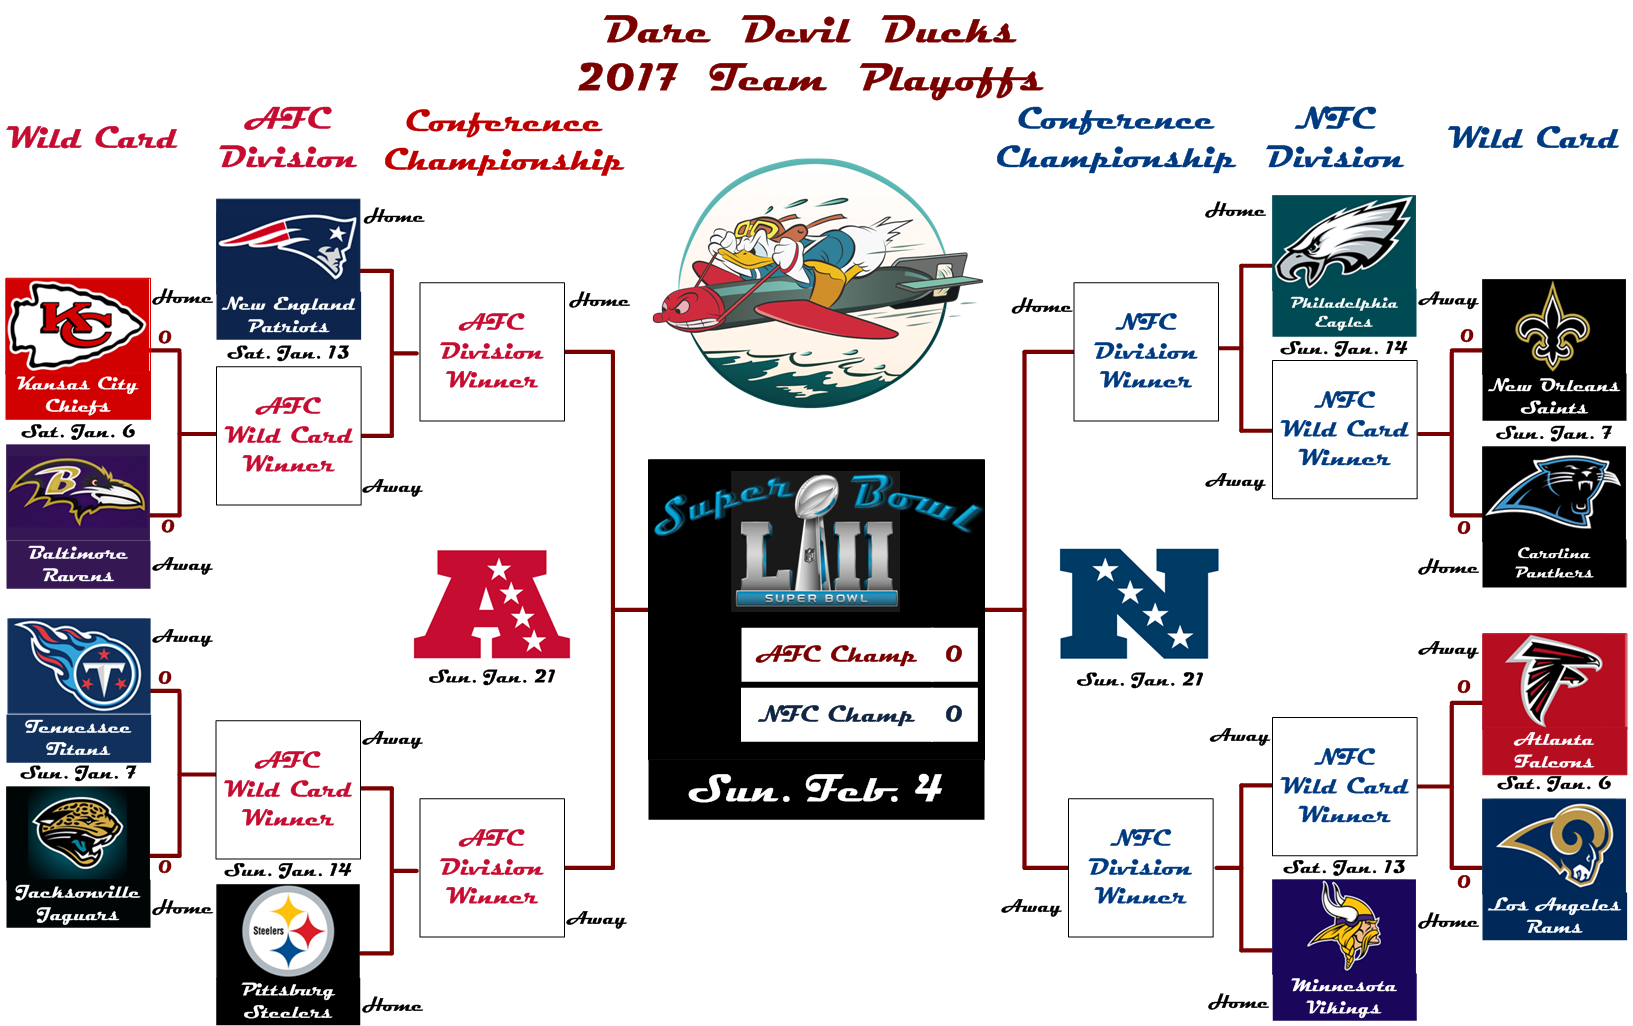 Dare Devil Ducks
2017 Team Playoffs
Wild Card
AFC
Division
Conference
Championship
Conference
Championship
NFC
Division
Wild Card
Home
New England
Patriots
Sat. Jan. 13
AFC
Wild Card
Winner
Away
Home
0
KC
Kansas City
Chiefs
Sat. Jan. 6
B
Baltimore
Ravens
0
Away
T
Tennessee
Titans
Away
0
Sun. Jan. 7
Jacksonville
Jaguars
0
Home
AFC
Wild Card
Winner
Away
Sun. Jan. 14
Steelers
Pittsburg
Steelers
Home
AFC
Division
Winner
Home
A
Sun. Jan. 21
AFC
Division
Winner
Away
Super Bowl
LII
NFL
SUPER BOWL
AFC Champ 0
NFC Champ 0
Sun. Feb. 4
Home
NFC
Division
Winner
N
Sun. Jan. 21
NFC
Division
Winner
Away
Home
Philadelphia
Eagles
Sun. Jan. 14
NFC
Wild Card
Winner
Away
Away
NFC
Wild Card
Winner
Sat. Jan. 13
Minnesota
Vikings
Home
Away
0
New Orleans
Saints
Sun. Jan. 7
Carolina
Panthers
0
Home
Away
0
Atlanta
Falcons
Sat. Jan. 6
Los Angeles
Rams
0
Home